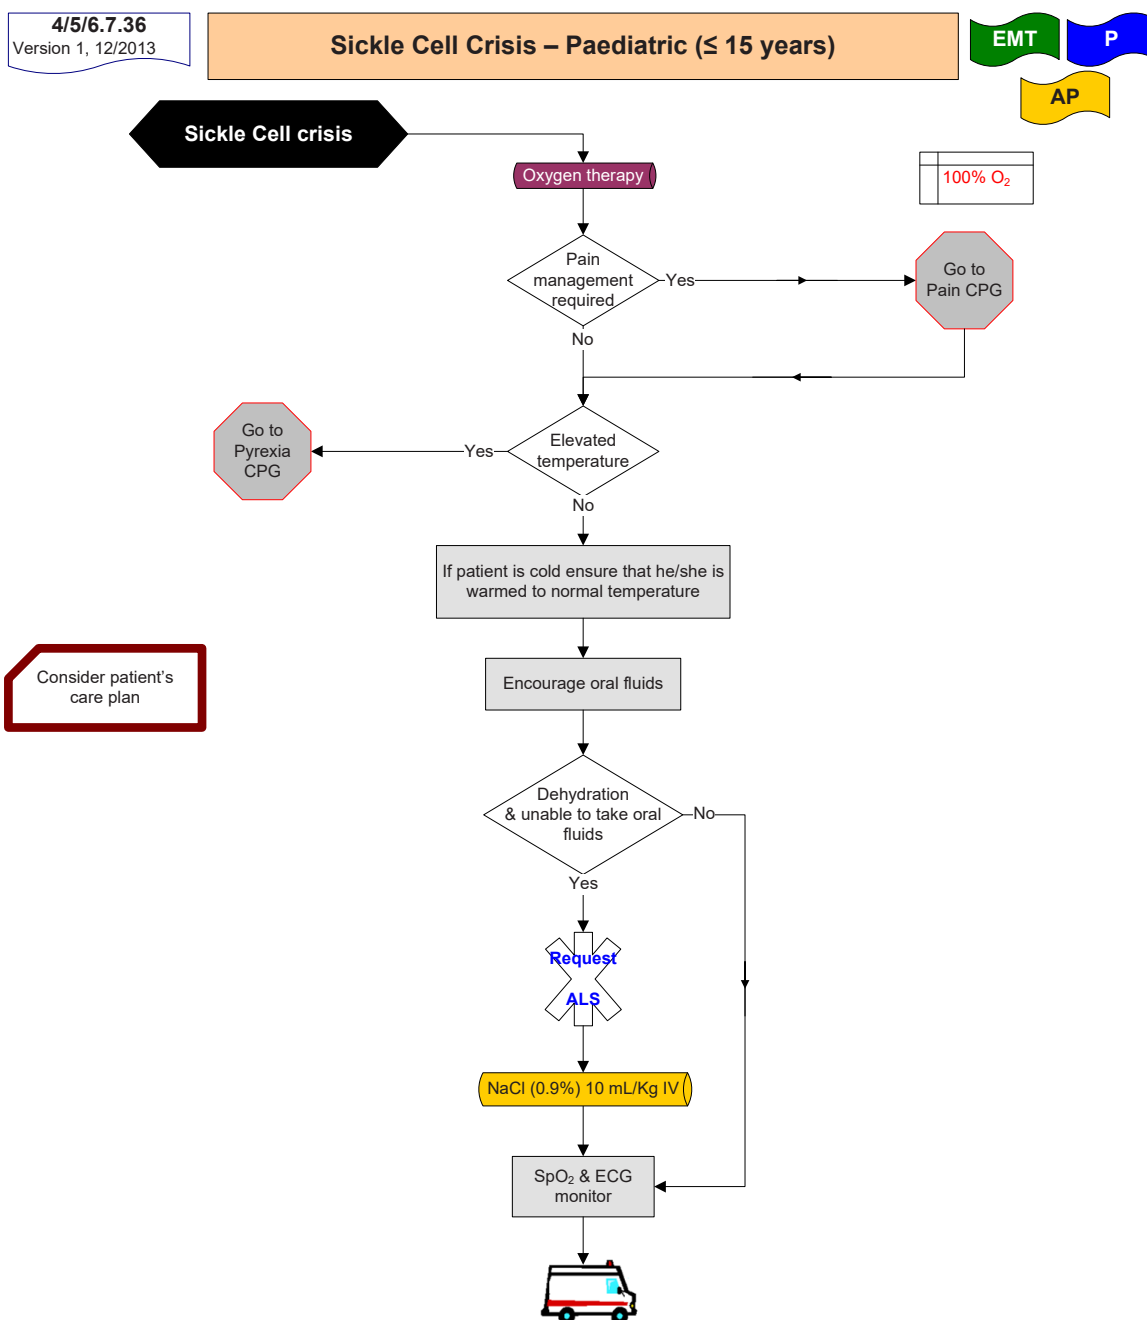 4/5/6.7.36
Version 1, 12/2013
Sickle Cell Crisis – Paediatric (≤ 15 years)
EMT
P
AP
Sickle Cell crisis
Oxygen therapy
100% O₂
Pain
management
required
Yes
Go to
Pain CPG
No
Elevated
temperature
Yes
Go to
Pyrexia
CPG
No
If patient is cold ensure that he/she is
warmed to normal temperature
Consider patient’s
care plan
Encourage oral fluids
Dehydration
& unable to take oral
fluids
No
Yes
Request
ALS
NaCl (0.9%) 10 mL/Kg IV
SpO₂ & ECG
monitor